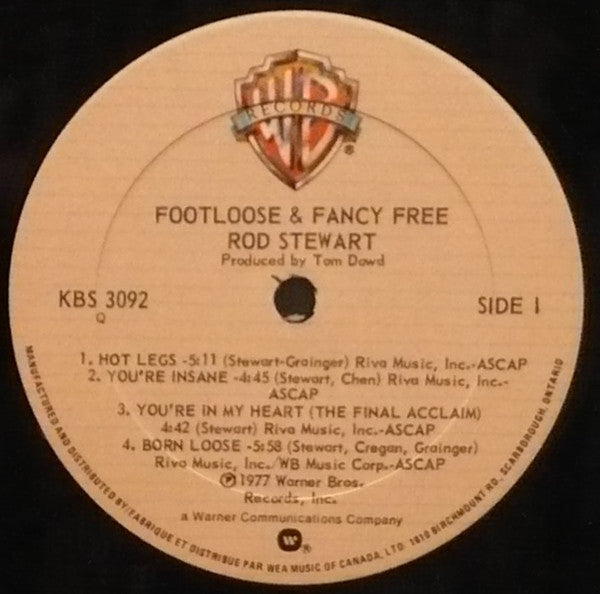 WB
RECORDS
®
FOOTLOOSE & FANCY FREE
ROD STEWART
Produced by Tom Dowd
KBS 3092
Q
SIDE 1
1. HOT LEGS -5:11 (Stewart-Grainger) Riva Music, Inc.-ASCAP
2. YOU'RE INSANE -4:45 (Stewart, Chen) Riva Music, Inc.-
ASCAP
3. YOU'RE IN MY HEART (THE FINAL ACCLAIM)
4:42 (Stewart) Riva Music, Inc.-ASCAP
4. BORN LOOSE -5:58 (Stewart, Cregan, Grainger)
Riva Music, Inc./WB Music Corp.-ASCAP
℗ 1977 Warner Bros.
Records, Inc.
a Warner Communications Company
®
MANUFACTURED AND DISTRIBUTED BY/FABRIQUE ET DISTRIBUE PAR WEA MUSIC OF CANADA, LTD. 1810 BIRCHMOUNT RD., SCARBOROUGH, ONTARIO